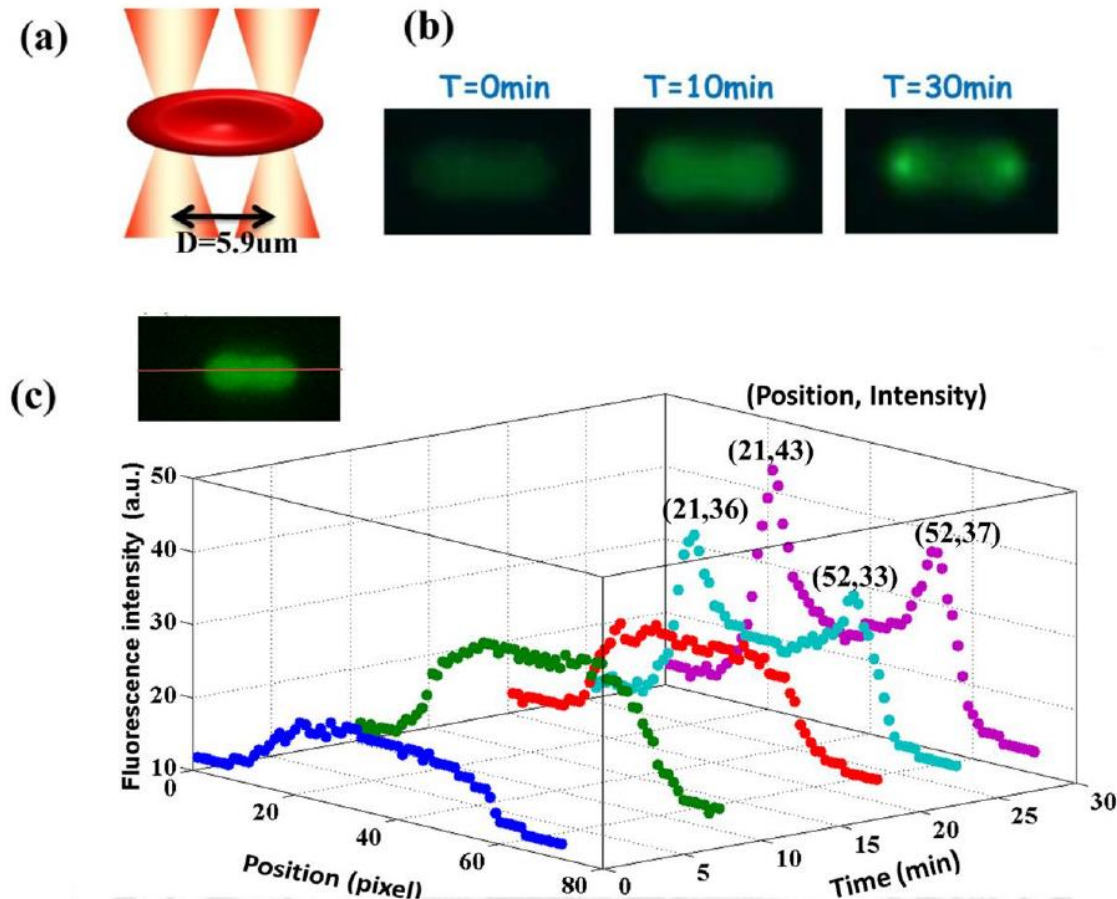 (a)
D=5.9um
(b)
T=0min
T=10min
T=30min
(c)
(Position, Intensity)
(21,43)
(21,36)
(52,37)
(52,33)
Fluorescence intensity (a.u.)
50
40
30
20
10
0
20
40
60
80
Position (pixel)
0
5
10
15
20
25
30
Time (min)